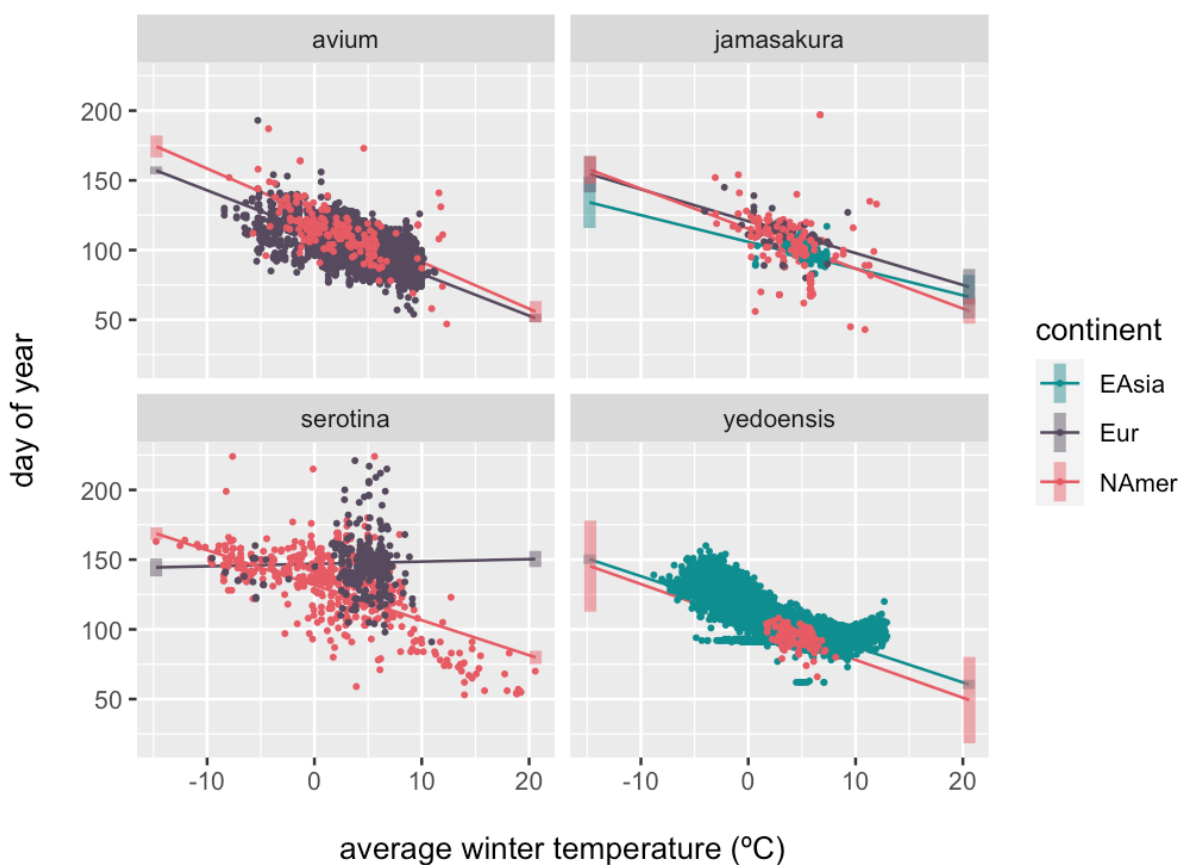 avium
jamasakura
200
150
100
50
serotina
yedoensis
200
150
100
50
-10
0
10
20
-10
0
10
20
day of year
average winter temperature (ºC)
continent
EAsia
Eur
NAmer